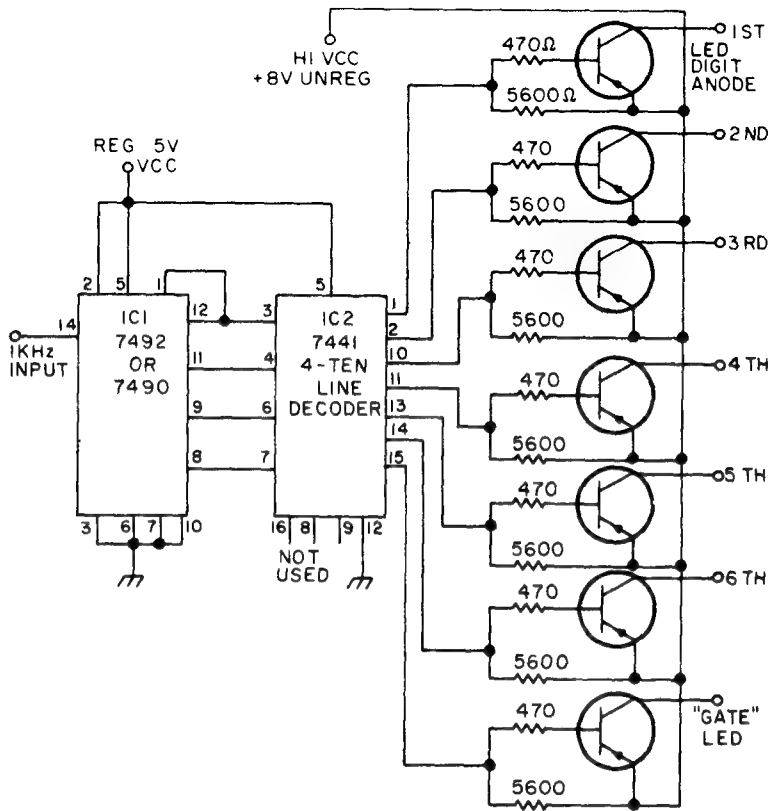 HI VCC
+8V UNREG
470Ω
5600Ω
1ST
LED
DIGIT
ANODE
REG 5V
VCC
470
5600
2ND
470
5600
3RD
2
5
1
5
14
1KHz
INPUT
IC1
7492
OR
7490
12
11
9
8
3
6
7
10
3
4
6
7
IC2
7441
4-TEN
LINE
DECODER
1
2
10
11
13
14
15
16
8
9
12
NOT
USED
470
5600
4TH
470
5600
5TH
470
5600
6TH
470
5600
"GATE"
LED